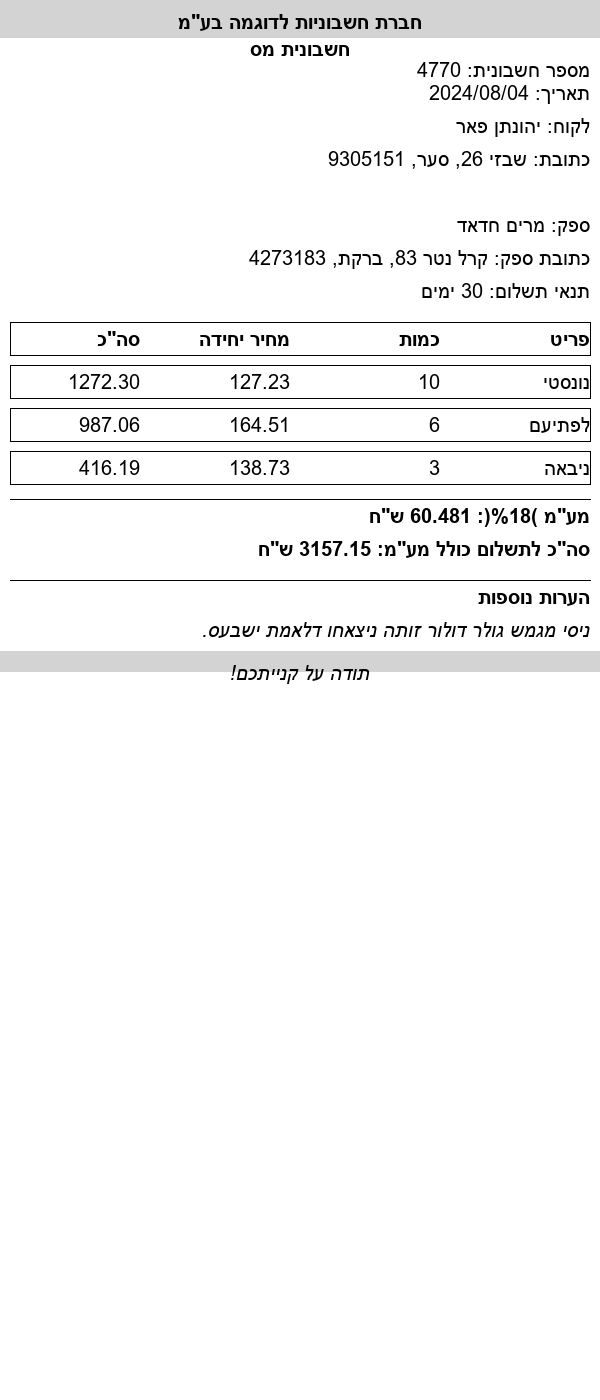 חברת חשבוניות לדוגמה בע"מ
חשבונית מס
מספר חשבונית: 4770
תאריך: 2024/08/04
לקוח: יהונתן פאר
כתובת: שבזי 26, סער, 9305151
ספק: מרים חדאד
כתובת ספק: קרל נטר 83, ברקת, 4273183
תנאי תשלום: 30 ימים
פריט כמות מחיר יחידה סה"כ
נונסטי 10 127.23 1272.30
לפתיעם 6 164.51 987.06
ניבאה 3 138.73 416.19
מע"מ )18%(: 60.481 ש"ח
סה"כ לתשלום כולל מע"מ: 3157.15 ש"ח
הערות נוספות
ניסי מגמש גולר דולור זותה ניצאחו דלאמת ישבעס.
תודה על קנייתכם!